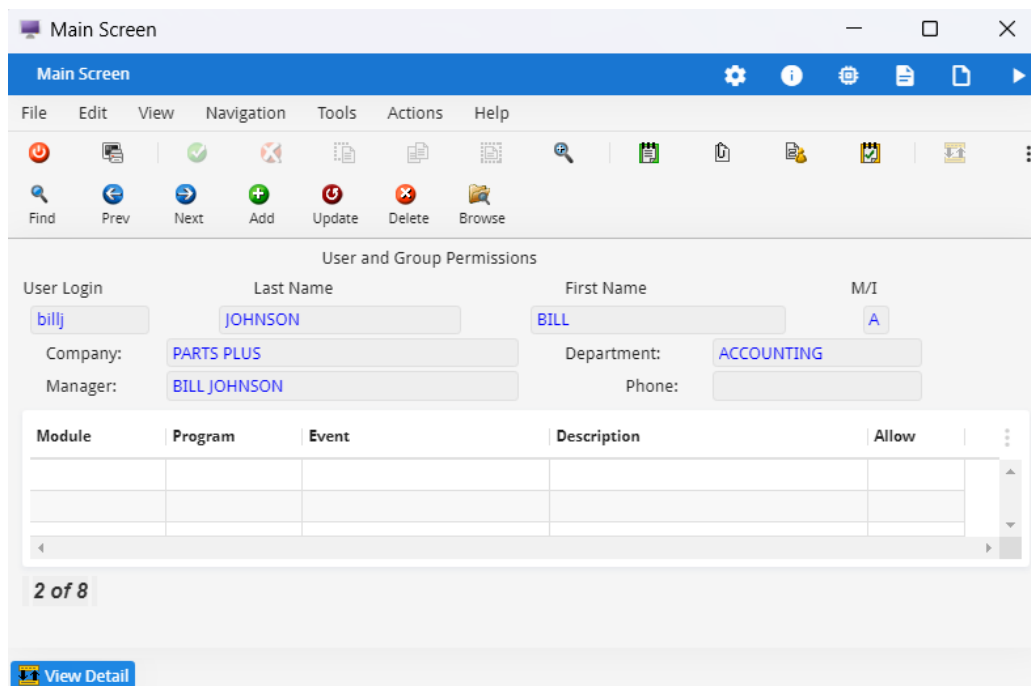 Main Screen
Main Screen
File Edit View Navigation Tools Actions Help
Find Prev Next Add Update Delete Browse
User and Group Permissions
User Login Last Name First Name M/I
billj JOHNSON BILL A
Company: PARTS PLUS Department: ACCOUNTING
Manager: BILL JOHNSON Phone:
Module Program Event Description Allow
2 of 8
View Detail